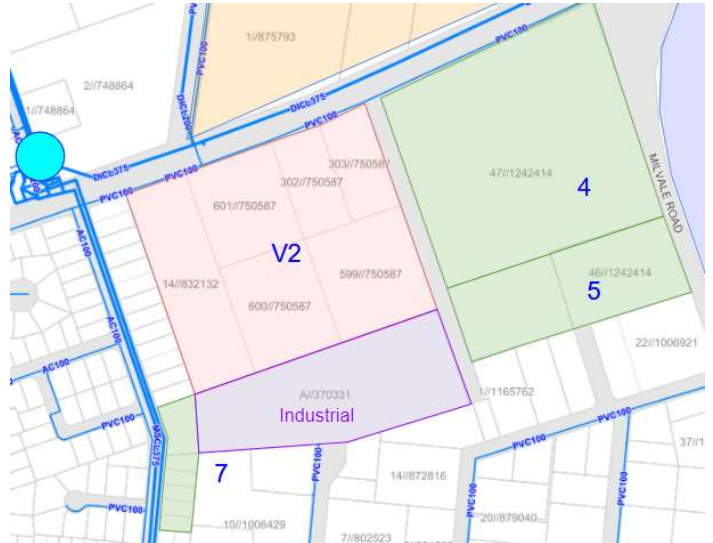 1//875793
PVC100
DICL200
2//748864
1//748864
DICL375
PVC100
DICL375
PVC100
PVC100
303//750587
302//750587
601//750587
V2
14//832132
599//750587
600//750587
47//1242414
4
MILVALE ROAD
46//1242414
5
22//1006921
AC100
AC100
PVC100
MSCL375
A//370331
Industrial
1//1165762
PVC100
7
14//872816
10//1006429
7//802523
PVC100
PVC100
PVC100
PVC100
20//879040
37//1